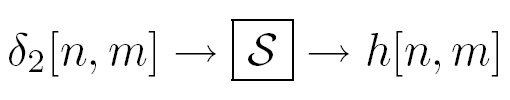 δ₂[n, m] → 𝒮 → h[n, m]